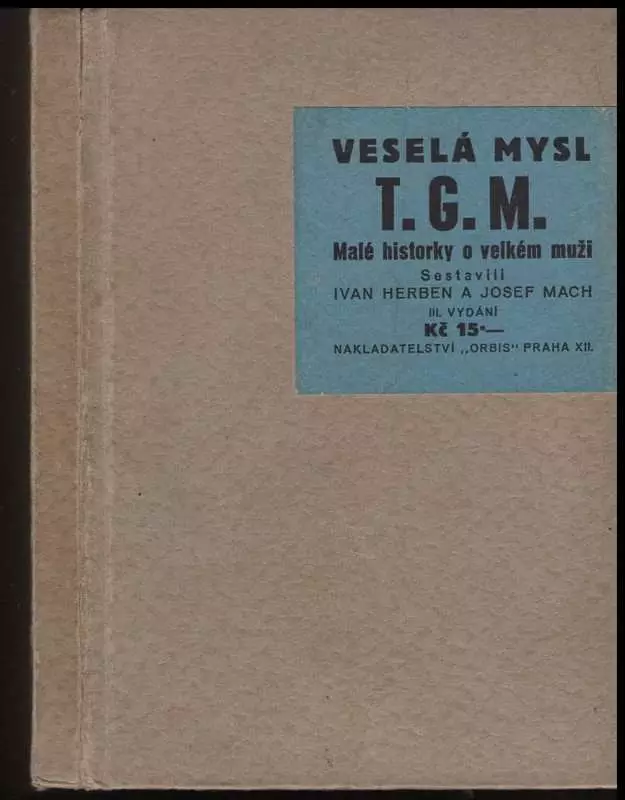 VESELÁ MYSL
T. G. M.
Malé historky o velkém muži
Sestavili
IVAN HERBEN A JOSEF MACH
III. VYDÁNÍ
Kč 15·—
NAKLADATELSTVÍ „ORBIS“ PRAHA XII.